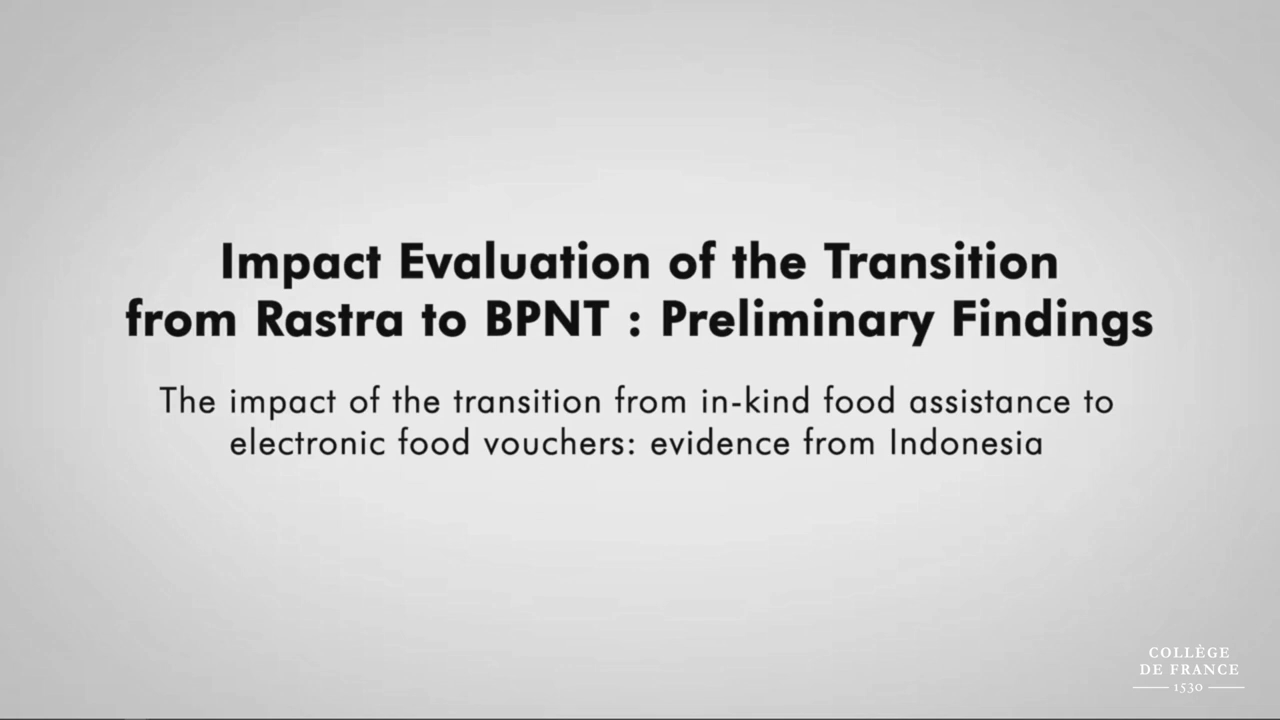 Impact Evaluation of the Transition
from Rastra to BPNT : Preliminary Findings
The impact of the transition from in-kind food assistance to
electronic food vouchers: evidence from Indonesia
COLLÈGE
DE FRANCE
1530